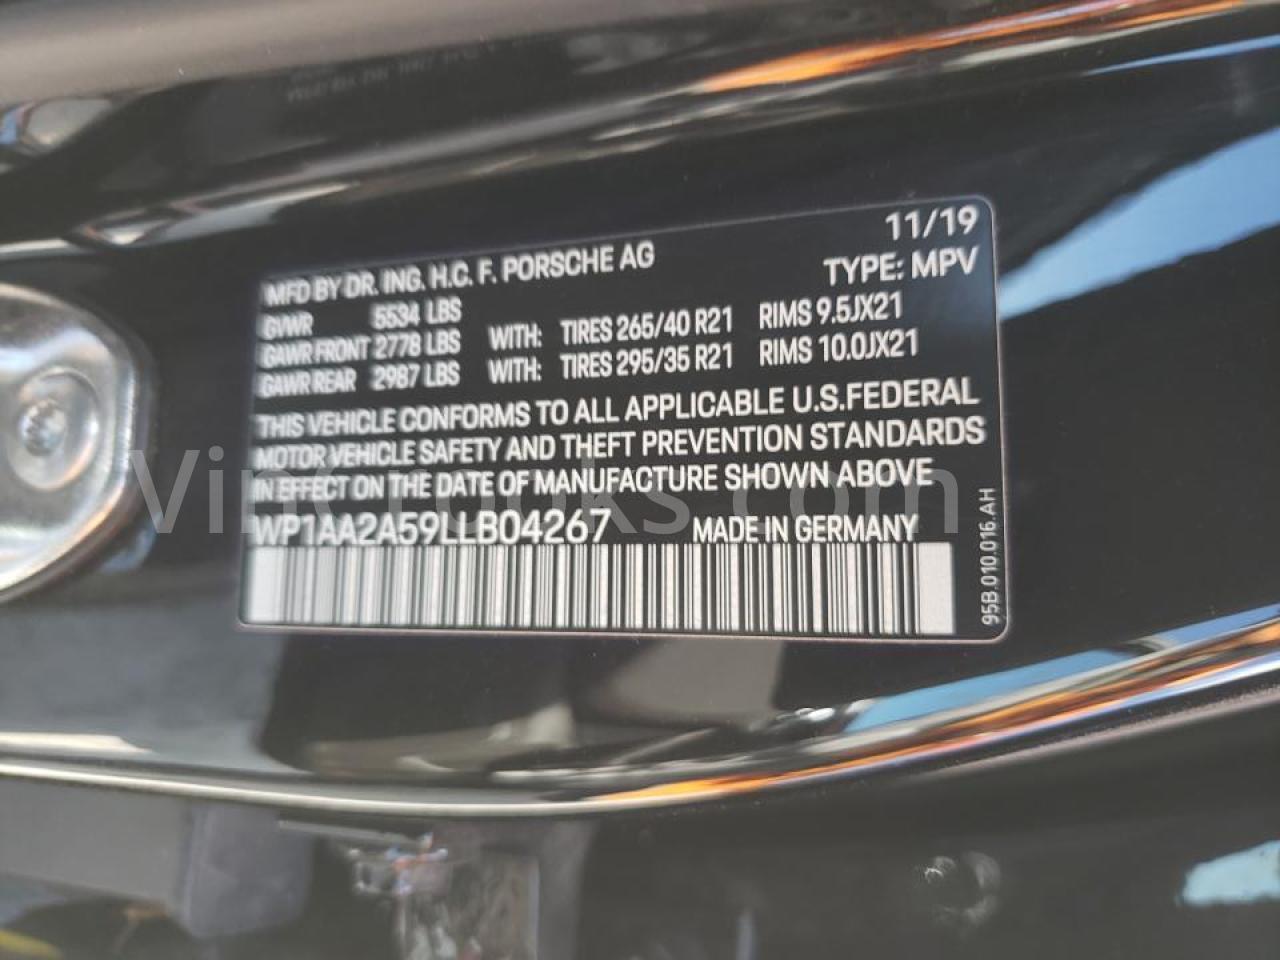 11/19
MFD BY DR. ING. H.C. F. PORSCHE AG TYPE: MPV
GVWR 5534 LBS
GAWR FRONT 2778 LBS WITH: TIRES 265/40 R21 RIMS 9.5JX21
GAWR REAR 2987 LBS WITH: TIRES 295/35 R21 RIMS 10.0JX21
THIS VEHICLE CONFORMS TO ALL APPLICABLE U.S.FEDERAL
MOTOR VEHICLE SAFETY AND THEFT PREVENTION STANDARDS
IN EFFECT ON THE DATE OF MANUFACTURE SHOWN ABOVE
WP1AA2A59LLB04267 MADE IN GERMANY
95B.010.016.AH
VinCrooks.com